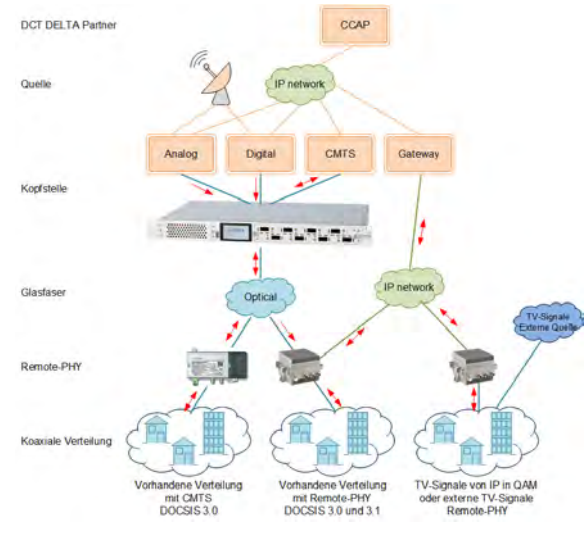 DCT DELTA Partner
CCAP
Quelle
IP network
Analog
Digital
CMTS
Gateway
Kopfstelle
Glasfaser
Optical
IP network
TV-Signale
Externe Quelle
Remote-PHY
Koaxiale Verteilung
Vorhandene Verteilung
mit CMTS
DOCSIS 3.0
Vorhandene Verteilung
mit Remote-PHY
DOCSIS 3.0 und 3.1
TV-Signale von IP in QAM
oder externe TV-Signale
Remote-PHY